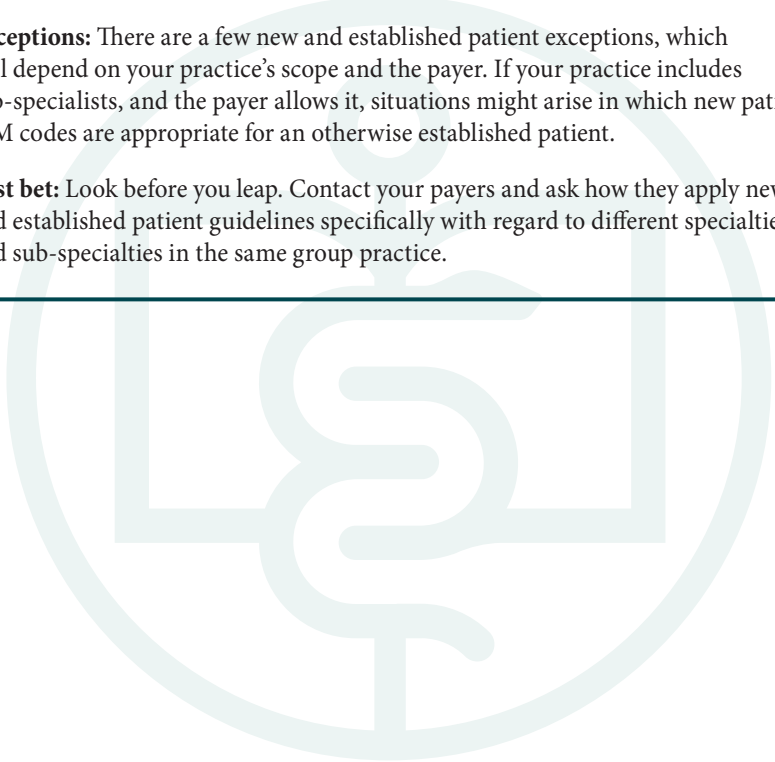 ceptions: There are a few new and established patient exceptions, which
l depend on your practice's scope and the payer. If your practice includes
-specialists, and the payer allows it, situations might arise in which new pati
M codes are appropriate for an otherwise established patient.
st bet: Look before you leap. Contact your payers and ask how they apply new
d established patient guidelines specifically with regard to different specialtie
d sub-specialties in the same group practice.